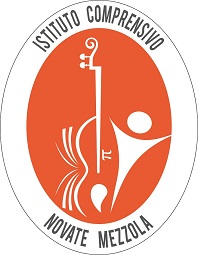 ISTITUTO COMPRENSIVO
π
NOVATE MEZZOLA